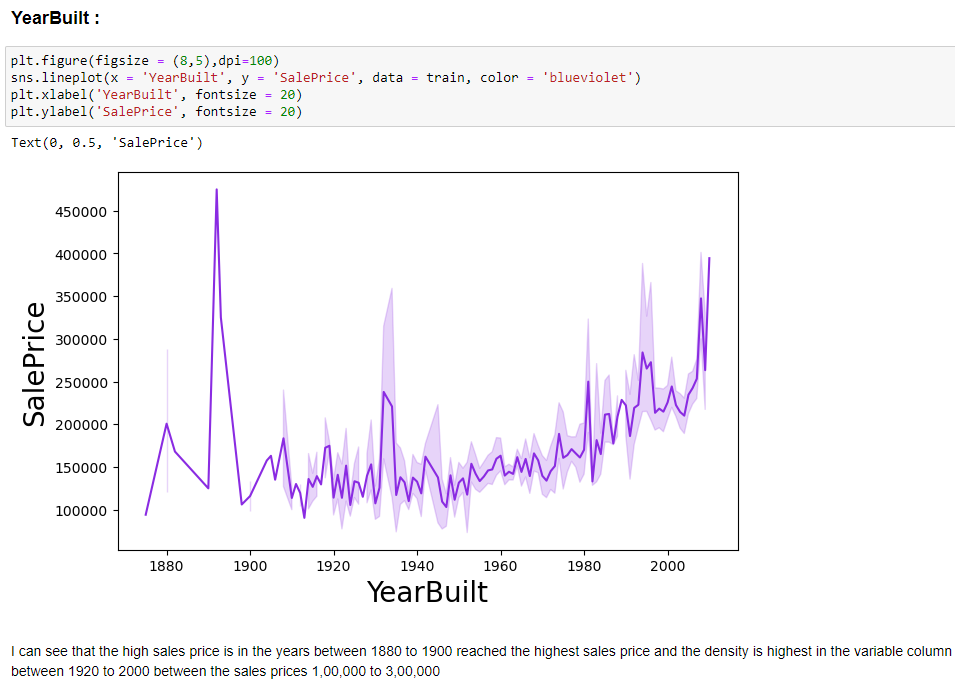 YearBuilt :
plt.figure(figsize = (8,5),dpi=100)
sns.lineplot(x = 'YearBuilt', y = 'SalePrice', data = train, color = 'blueviolet')
plt.xlabel('YearBuilt', fontsize = 20)
plt.ylabel('SalePrice', fontsize = 20)
Text(0, 0.5, 'SalePrice')
450000
400000
350000
300000
250000
200000
150000
100000
SalePrice
1880 1900 1920 1940 1960 1980 2000
YearBuilt
I can see that the high sales price is in the years between 1880 to 1900 reached the highest sales price and the density is highest in the variable column
between 1920 to 2000 between the sales prices 1,00,000 to 3,00,000